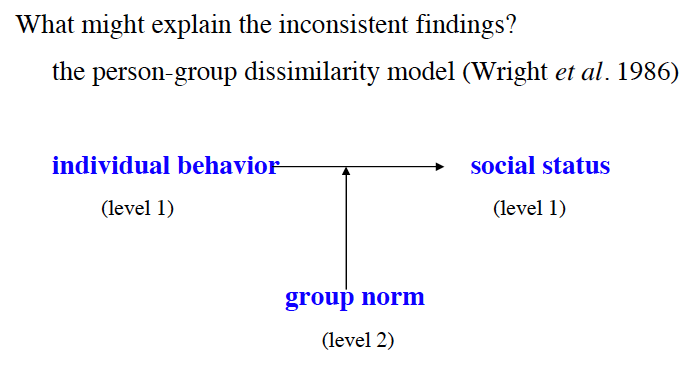 What might explain the inconsistent findings?
the person-group dissimilarity model (Wright et al. 1986)
individual behavior
social status
(level 1)
(level 1)
group norm
(level 2)